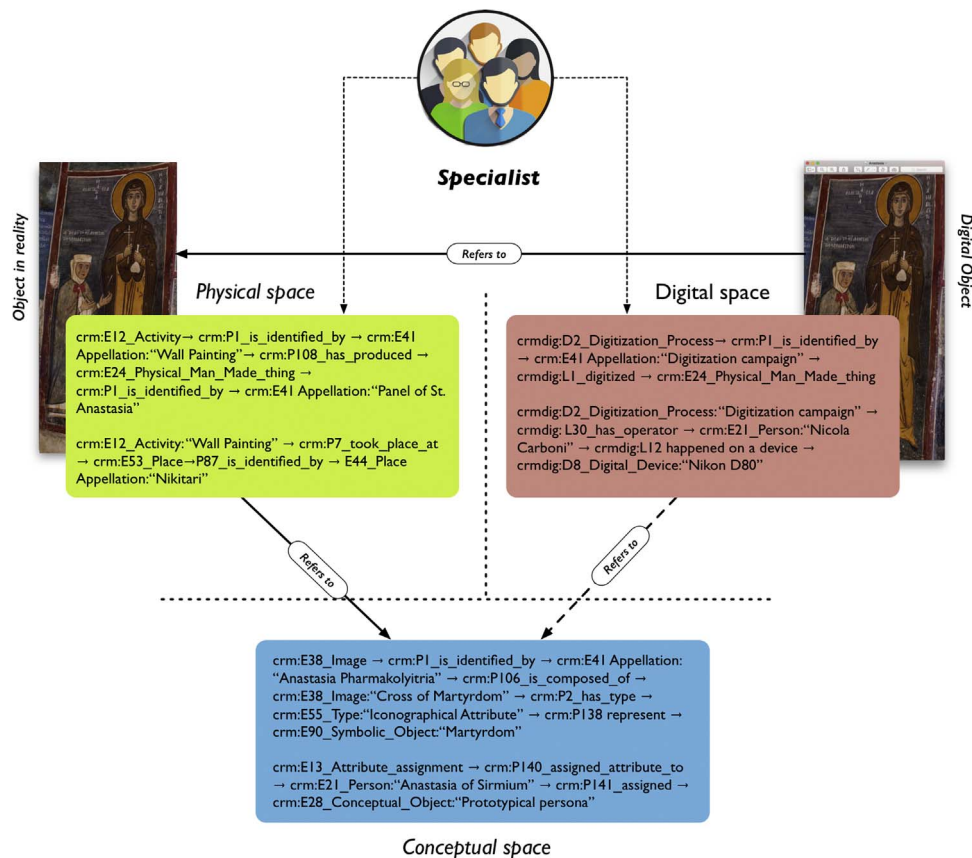 Specialist
Object in reality
Digital Object
Refers to
Physical space
Digital space
crm:E12_Activity→ crm:P1_is_identified_by → crm:E41
Appellation:“Wall Painting”→ crm:P108_has_produced →
crm:E24_Physical_Man_Made_thing →
crm:P1_is_identified_by → crm:E41 Appellation:“Panel of St.
Anastasia”
crm:E12_Activity:“Wall Painting” → crm:P7_took_place_at
→ crm:E53_Place→P87_is_identified_by → E44_Place
Appellation:“Nikitari”
crmdig:D2_Digitization_Process→ crm:P1_is_identified_by
→ crm:E41 Appellation:“Digitization campaign” →
crmdig:L1_digitized → crm:E24_Physical_Man_Made_thing
crmdig:D2_Digitization_Process:“Digitization campaign” →
crmdig: L30_has_operator → crm:E21_Person:“Nicola
Carboni” → crmdig:L12 happened on a device →
crmdig:D8_Digital_Device:“Nikon D80”
Refers to
Refers to
crm:E38_Image → crm:P1_is_identified_by → crm:E41 Appellation:
“Anastasia Pharmakolyitria” → crm:P106_is_composed_of →
crm:E38_Image:“Cross of Martyrdom” → crm:P2_has_type →
crm:E55_Type:“Iconographical Attribute” → crm:P138 represent →
crm:E90_Symbolic_Object:“Martyrdom”
crm:E13_Attribute_assignment → crm:P140_assigned_attribute_to
→ crm:E21_Person:“Anastasia of Sirmium” → crm:P141_assigned →
crm:E28_Conceptual_Object:“Prototypical persona”
Conceptual space